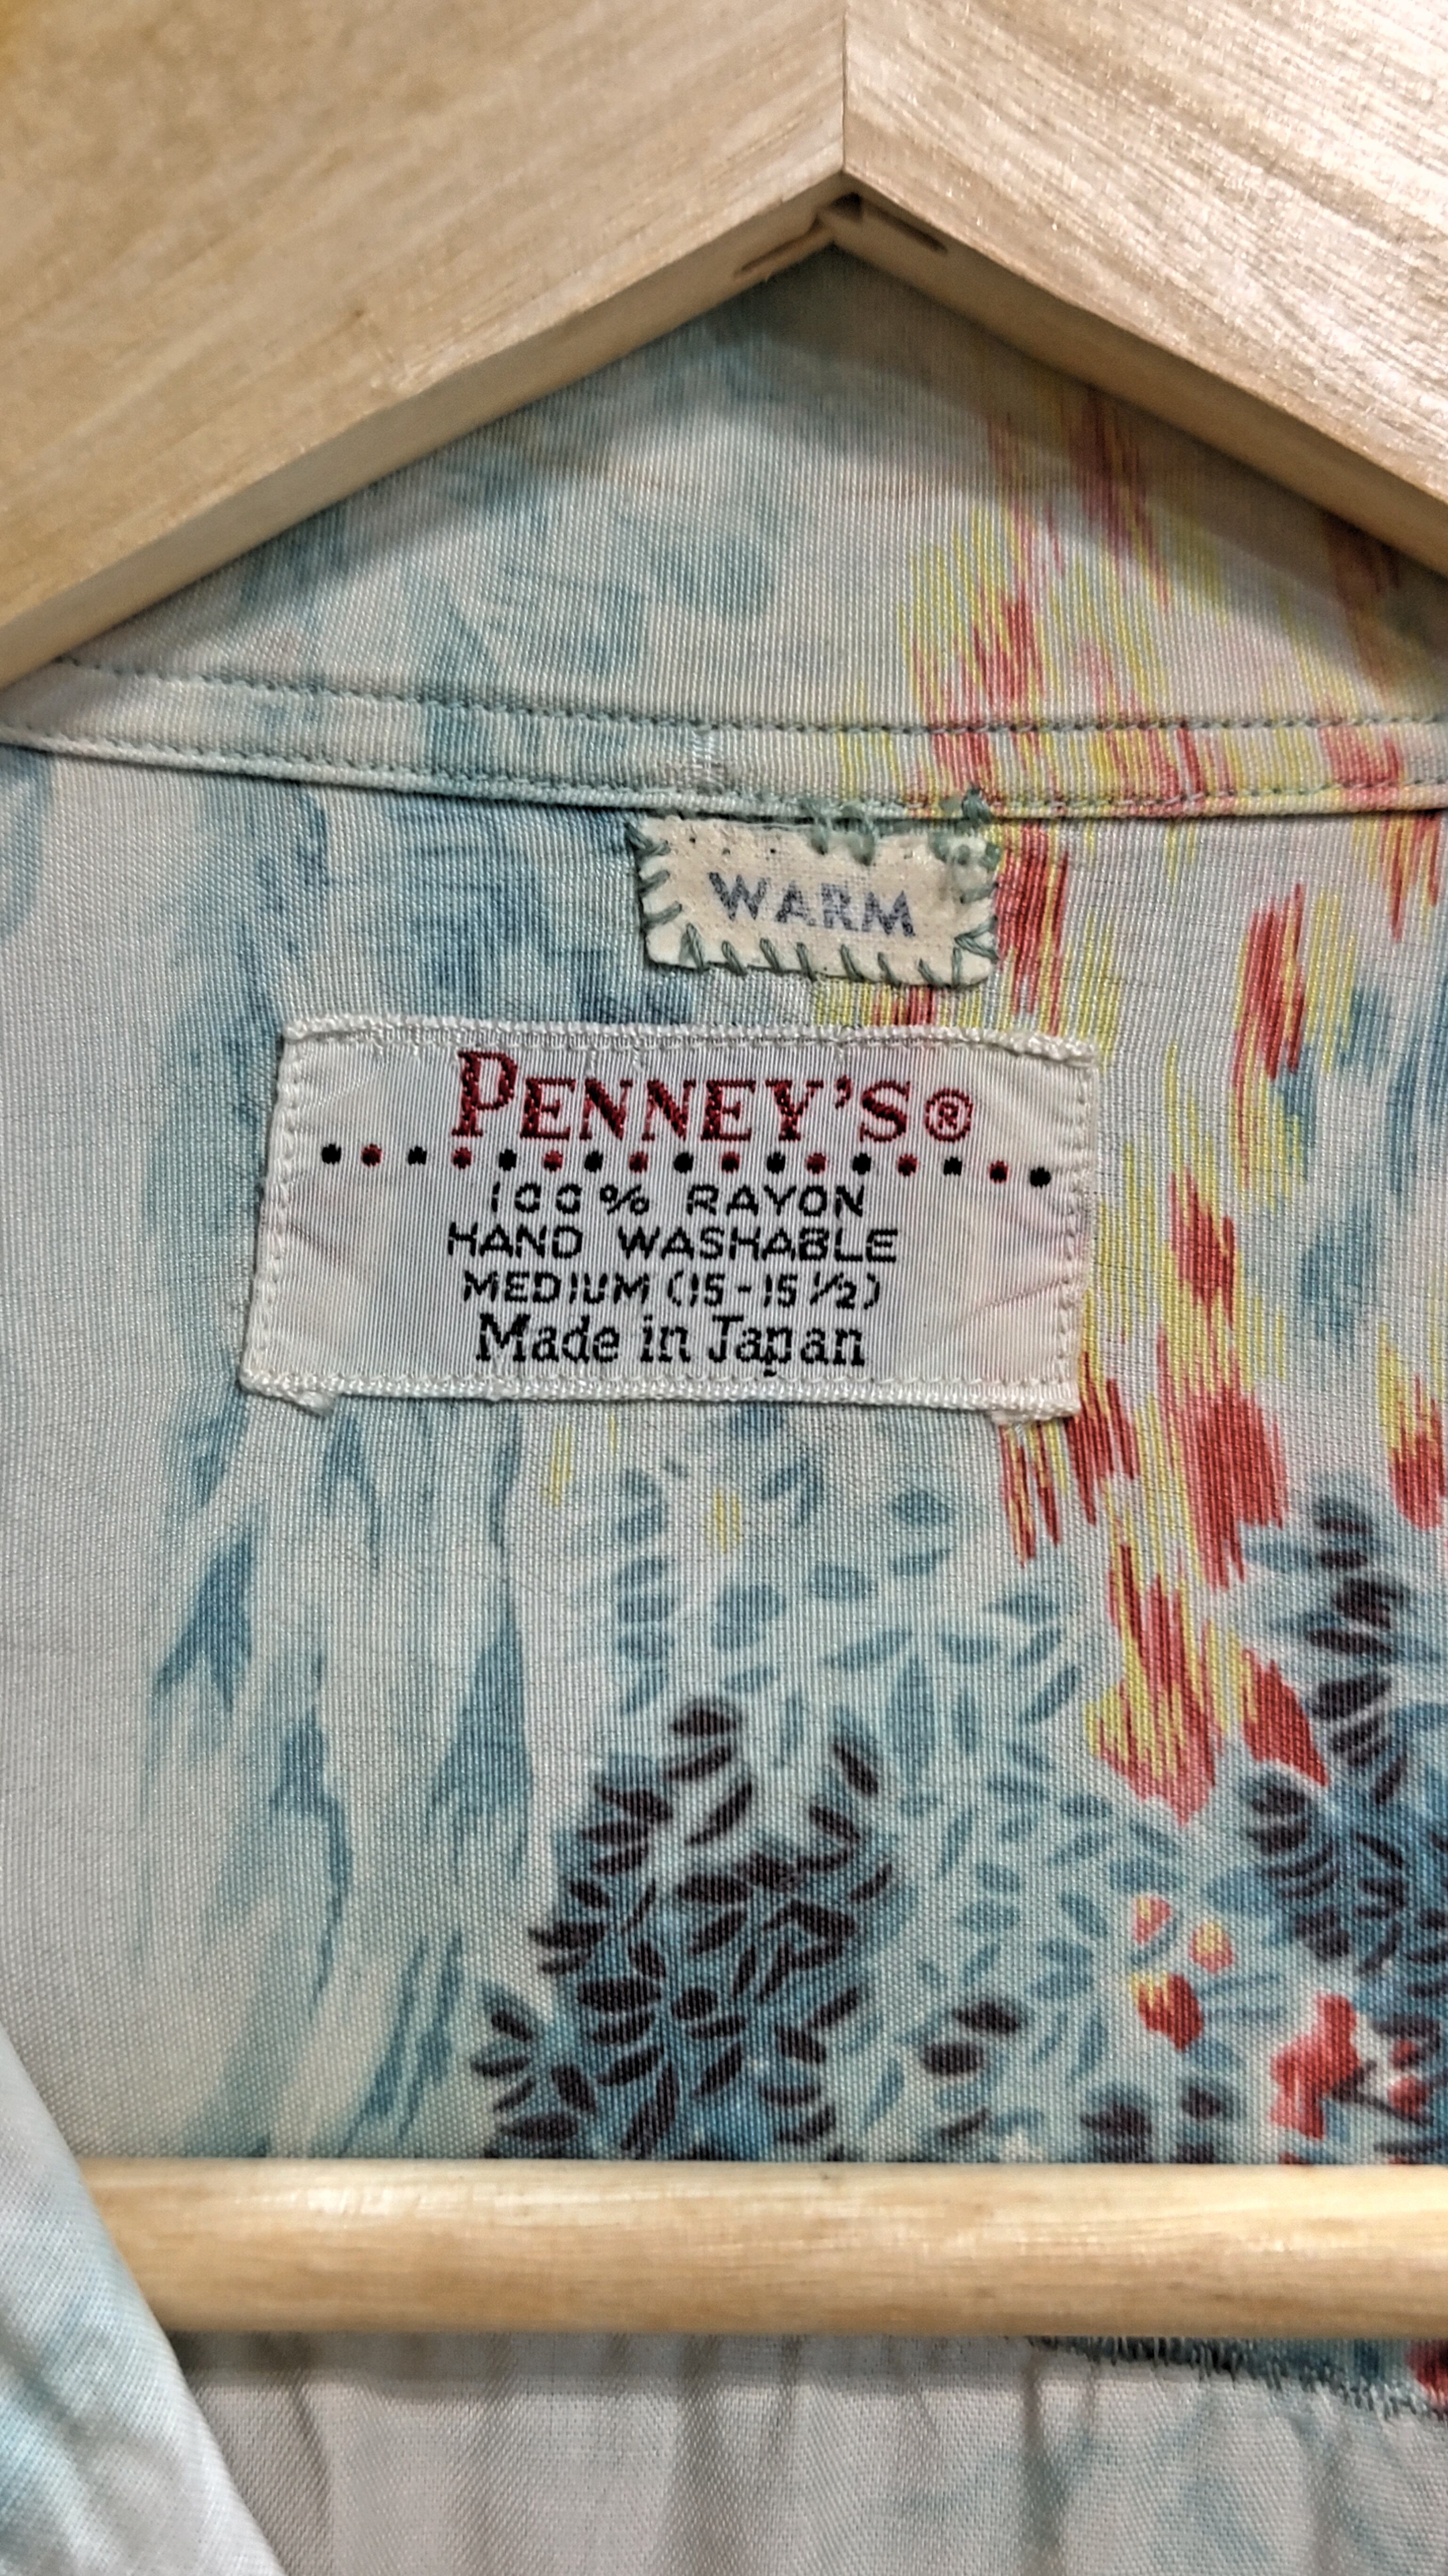 WARM
PENNEY'S®
100% RAYON
HAND WASHABLE
MEDIUM (15-15½)
Made in Japan